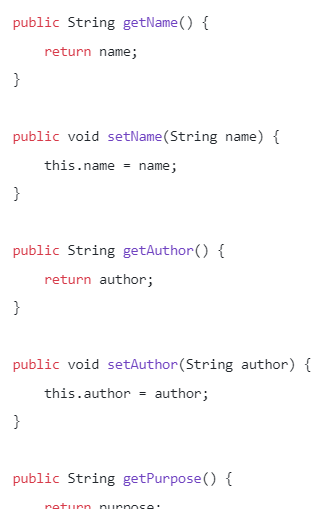 public String getName() {
    return name;
}
public void setName(String name) {
    this.name = name;
}
public String getAuthor() {
    return author;
}
public void setAuthor(String author) {
    this.author = author;
}
public String getPurpose() {
    return purpose;